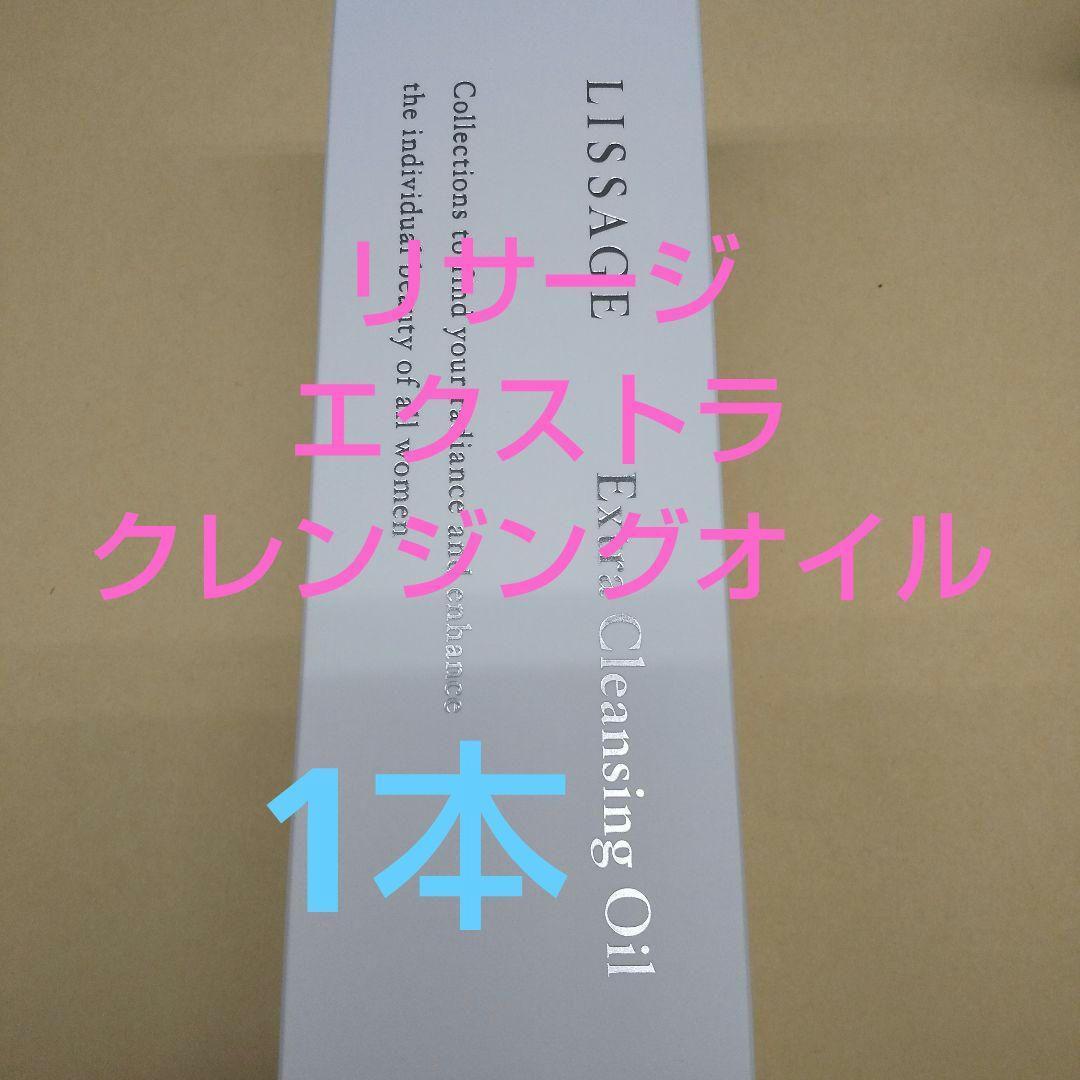 LISSAGE Extra Cleansing Oil
Collections to find your radiance and enhance
the individual beauty of all women
リサージ
エクストラ
クレンジングオイル
1本